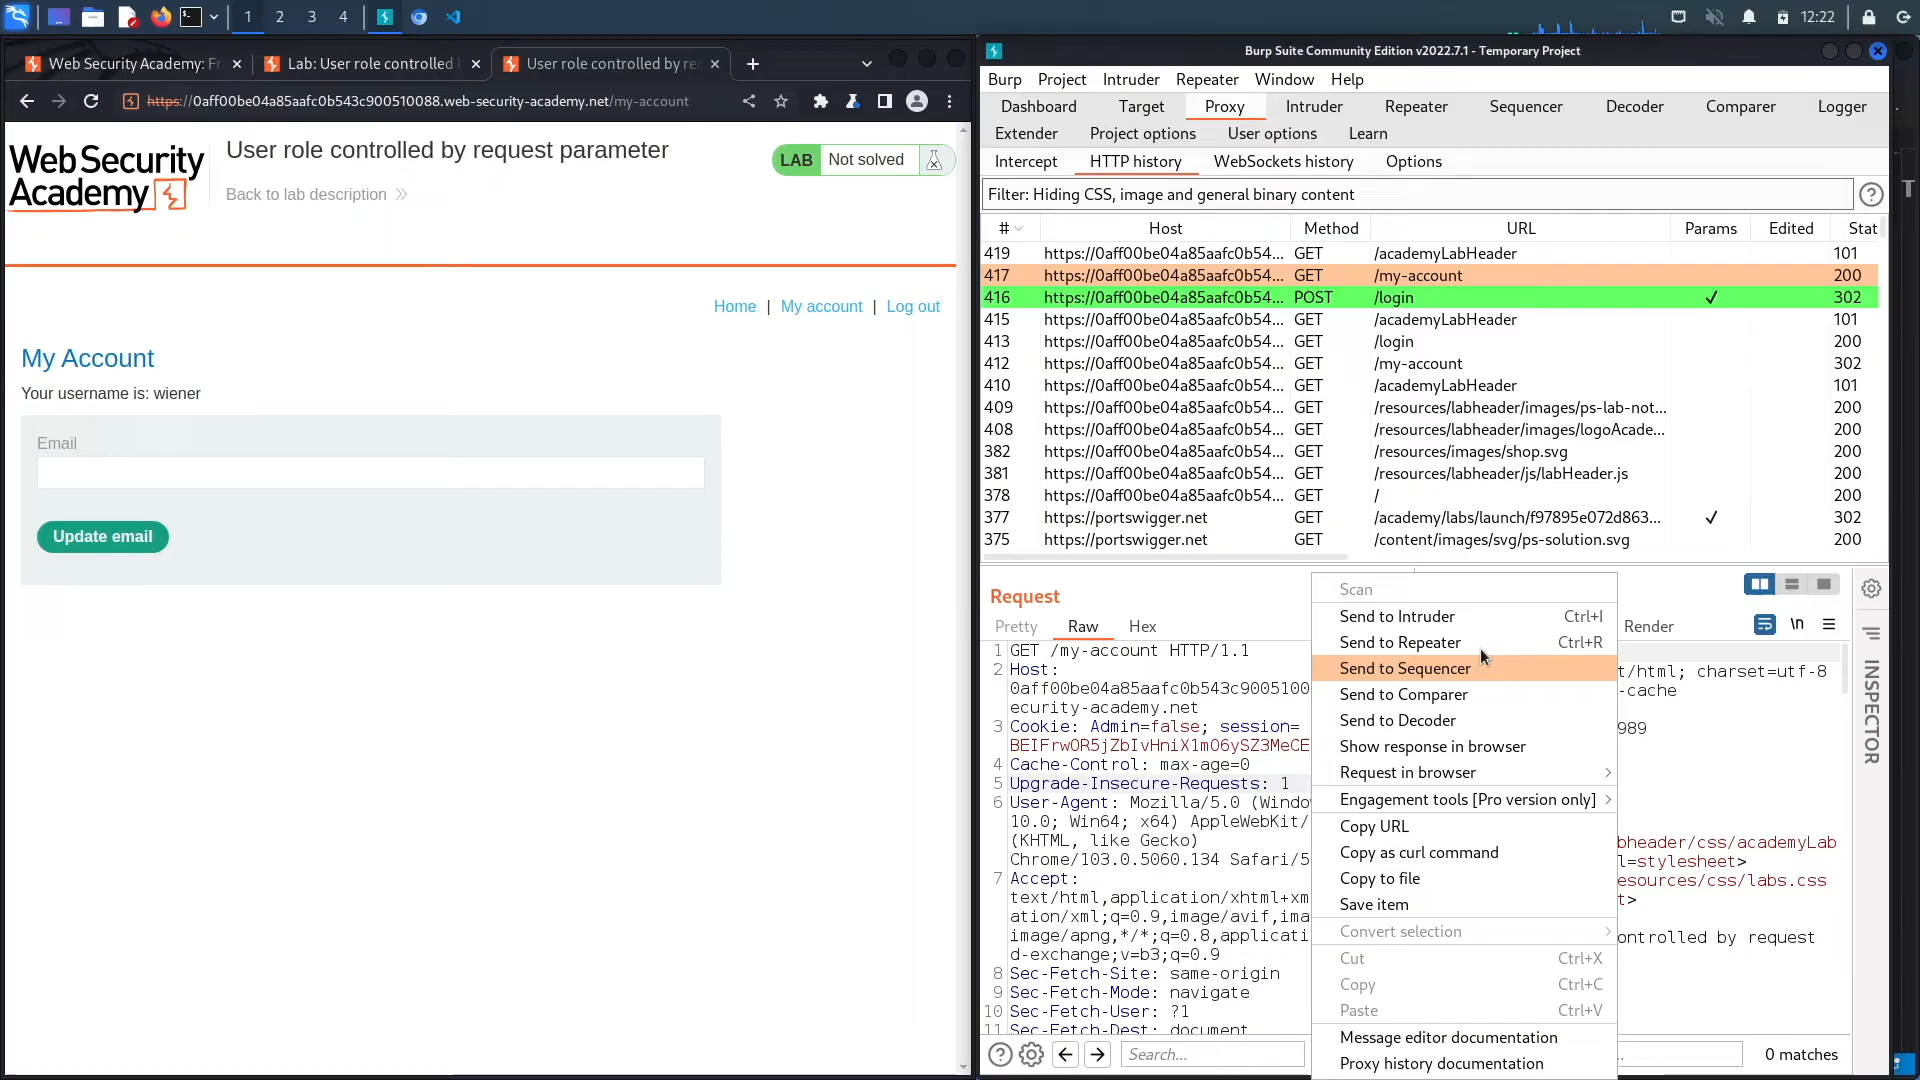 1 2 3 4
12:22
Web Security Academy: Fr
Lab: User role controlled
User role controlled by re
https://0aff00be04a85aafc0b543c900510088.web-security-academy.net/my-account
Web Security
Academy
User role controlled by request parameter
Back to lab description
LAB Not solved
Home | My account | Log out
My Account
Your username is: wiener
Email
Update email
Burp Suite Community Edition v2022.7.1 - Temporary Project
Burp Project Intruder Repeater Window Help
Dashboard Target Proxy Intruder Repeater Sequencer Decoder Comparer Logger
Extender Project options User options Learn
Intercept HTTP history WebSockets history Options
Filter: Hiding CSS, image and general binary content
# Host Method URL Params Edited Stat
419 https://0aff00be04a85aafc0b54... GET /academyLabHeader 101
417 https://0aff00be04a85aafc0b54... GET /my-account 200
416 https://0aff00be04a85aafc0b54... POST /login ✓ 302
415 https://0aff00be04a85aafc0b54... GET /academyLabHeader 101
413 https://0aff00be04a85aafc0b54... GET /login 200
412 https://0aff00be04a85aafc0b54... GET /my-account 302
410 https://0aff00be04a85aafc0b54... GET /academyLabHeader 101
409 https://0aff00be04a85aafc0b54... GET /resources/labheader/images/ps-lab-not... 200
408 https://0aff00be04a85aafc0b54... GET /resources/labheader/images/logoAcade... 200
382 https://0aff00be04a85aafc0b54... GET /resources/images/shop.svg 200
381 https://0aff00be04a85aafc0b54... GET /resources/labheader/js/labHeader.js 200
378 https://0aff00be04a85aafc0b54... GET / 200
377 https://portswigger.net GET /academy/labs/launch/f97895e072d863... ✓ 302
375 https://portswigger.net GET /content/images/svg/ps-solution.svg 200
Request
Pretty Raw Hex
1 GET /my-account HTTP/1.1
2 Host:
0aff00be04a85aafc0b543c9005100
ecurity-academy.net
3 Cookie: Admin=false; session=
BEIFrwOR5jZbIvHniX1mO6ySZ3MeCE
4 Cache-Control: max-age=0
5 Upgrade-Insecure-Requests: 1
6 User-Agent: Mozilla/5.0 (Windo
10.0; Win64; x64) AppleWebKit/
(KHTML, like Gecko)
Chrome/103.0.5060.134 Safari/5
7 Accept:
text/html,application/xhtml+xm
ation/xml;q=0.9,image/avif,ima
image/apng,*/*;q=0.8,applicati
d-exchange;v=b3;q=0.9
8 Sec-Fetch-Site: same-origin
9 Sec-Fetch-Mode: navigate
10 Sec-Fetch-User: ?1
11 Sec-Fetch-Dest: document
Search...
Scan
Send to Intruder Ctrl+I
Send to Repeater Ctrl+R
Send to Sequencer
Send to Comparer
Send to Decoder
Show response in browser
Request in browser
Engagement tools [Pro version only]
Copy URL
Copy as curl command
Copy to file
Save item
Convert selection
Cut Ctrl+X
Copy Ctrl+C
Paste Ctrl+V
Message editor documentation
Proxy history documentation
Render
\n
t/html; charset=utf-8
-cache
989
bheader/css/academyLab
l=stylesheet>
esources/css/labs.css
t>
ontrolled by request
0 matches
INSPECTOR